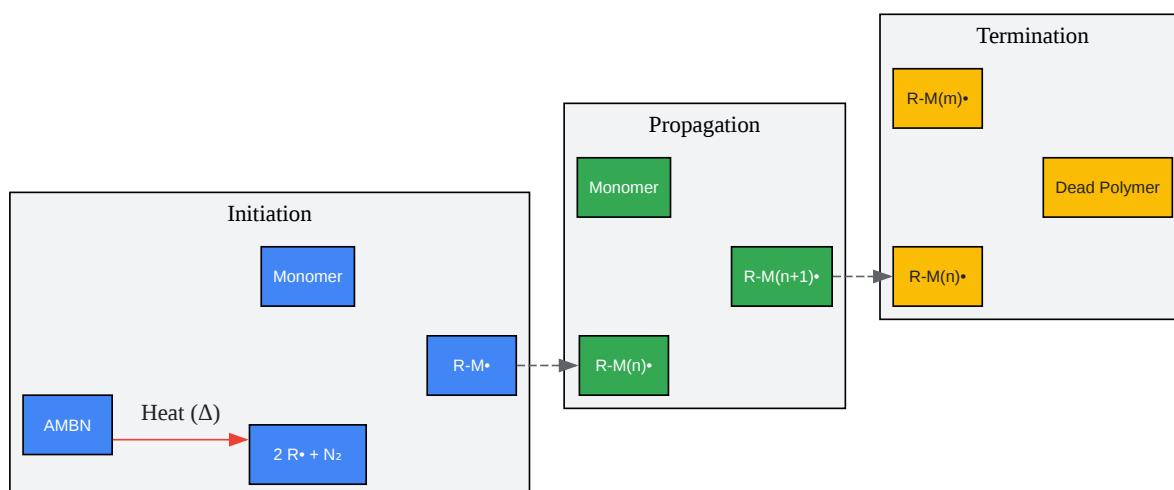 Initiation
Monomer
R-M•
AMBN
Heat (Δ)
2 R• + N₂
Propagation
Monomer
R-M(n+1)•
R-M(n)•
Termination
R-M(m)•
Dead Polymer
R-M(n)•